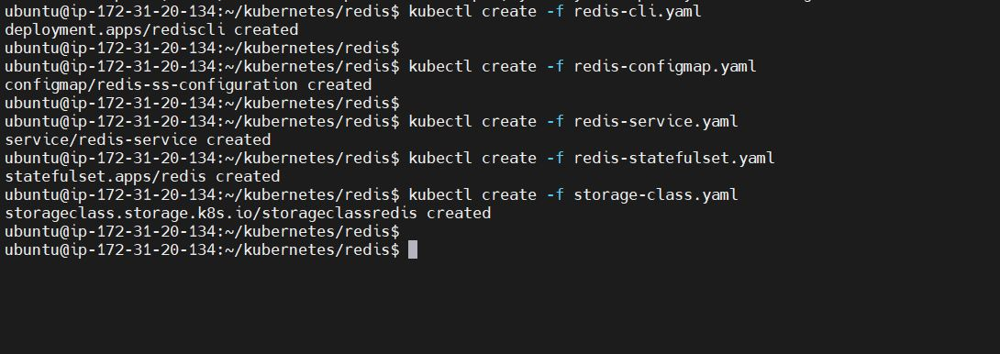 ubuntu@ip-172-31-20-134:~/kubernetes/redis$ kubectl create -f redis-cli.yaml
deployment.apps/rediscli created
ubuntu@ip-172-31-20-134:~/kubernetes/redis$
ubuntu@ip-172-31-20-134:~/kubernetes/redis$ kubectl create -f redis-configmap.yaml
configmap/redis-ss-configuration created
ubuntu@ip-172-31-20-134:~/kubernetes/redis$
ubuntu@ip-172-31-20-134:~/kubernetes/redis$ kubectl create -f redis-service.yaml
service/redis-service created
ubuntu@ip-172-31-20-134:~/kubernetes/redis$ kubectl create -f redis-statefulset.yaml
statefulset.apps/redis created
ubuntu@ip-172-31-20-134:~/kubernetes/redis$ kubectl create -f storage-class.yaml
storageclass.storage.k8s.io/storageclassredis created
ubuntu@ip-172-31-20-134:~/kubernetes/redis$
ubuntu@ip-172-31-20-134:~/kubernetes/redis$